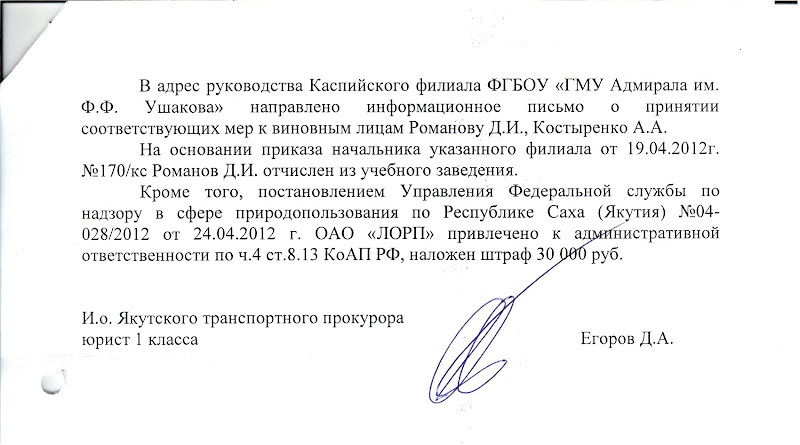 В адрес руководства Каспийского филиала ФГБОУ «ГМУ Адмирала им.
Ф.Ф. Ушакова» направлено информационное письмо о принятии
соответствующих мер к виновным лицам Романову Д.И., Костыренко А.А.
На основании приказа начальника указанного филиала от 19.04.2012г.
№170/кс Романов Д.И. отчислен из учебного заведения.
Кроме того, постановлением Управления Федеральной службы по
надзору в сфере природопользования по Республике Саха (Якутия) №04-
028/2012 от 24.04.2012 г. ОАО «ЛОРП» привлечено к административной
ответственности по ч.4 ст.8.13 КоАП РФ, наложен штраф 30 000 руб.
И.о. Якутского транспортного прокурора
юрист 1 класса Егоров Д.А.